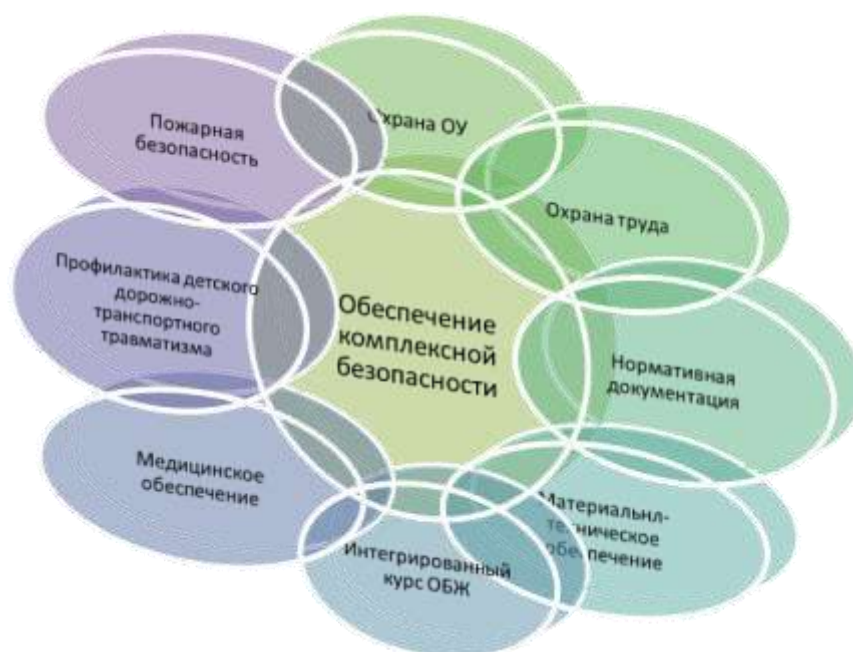 Охрана ОУ
Охрана труда
Нормативная
документация
Материальнл-
техническое
обеспечение
Интегрированный
курс ОБЖ
Медицинское
обеспечение
Профилактика детского
дорожно-
транспортного
травматизма
Пожарная
безопасность
Обеспечение
комплексной
безопасности